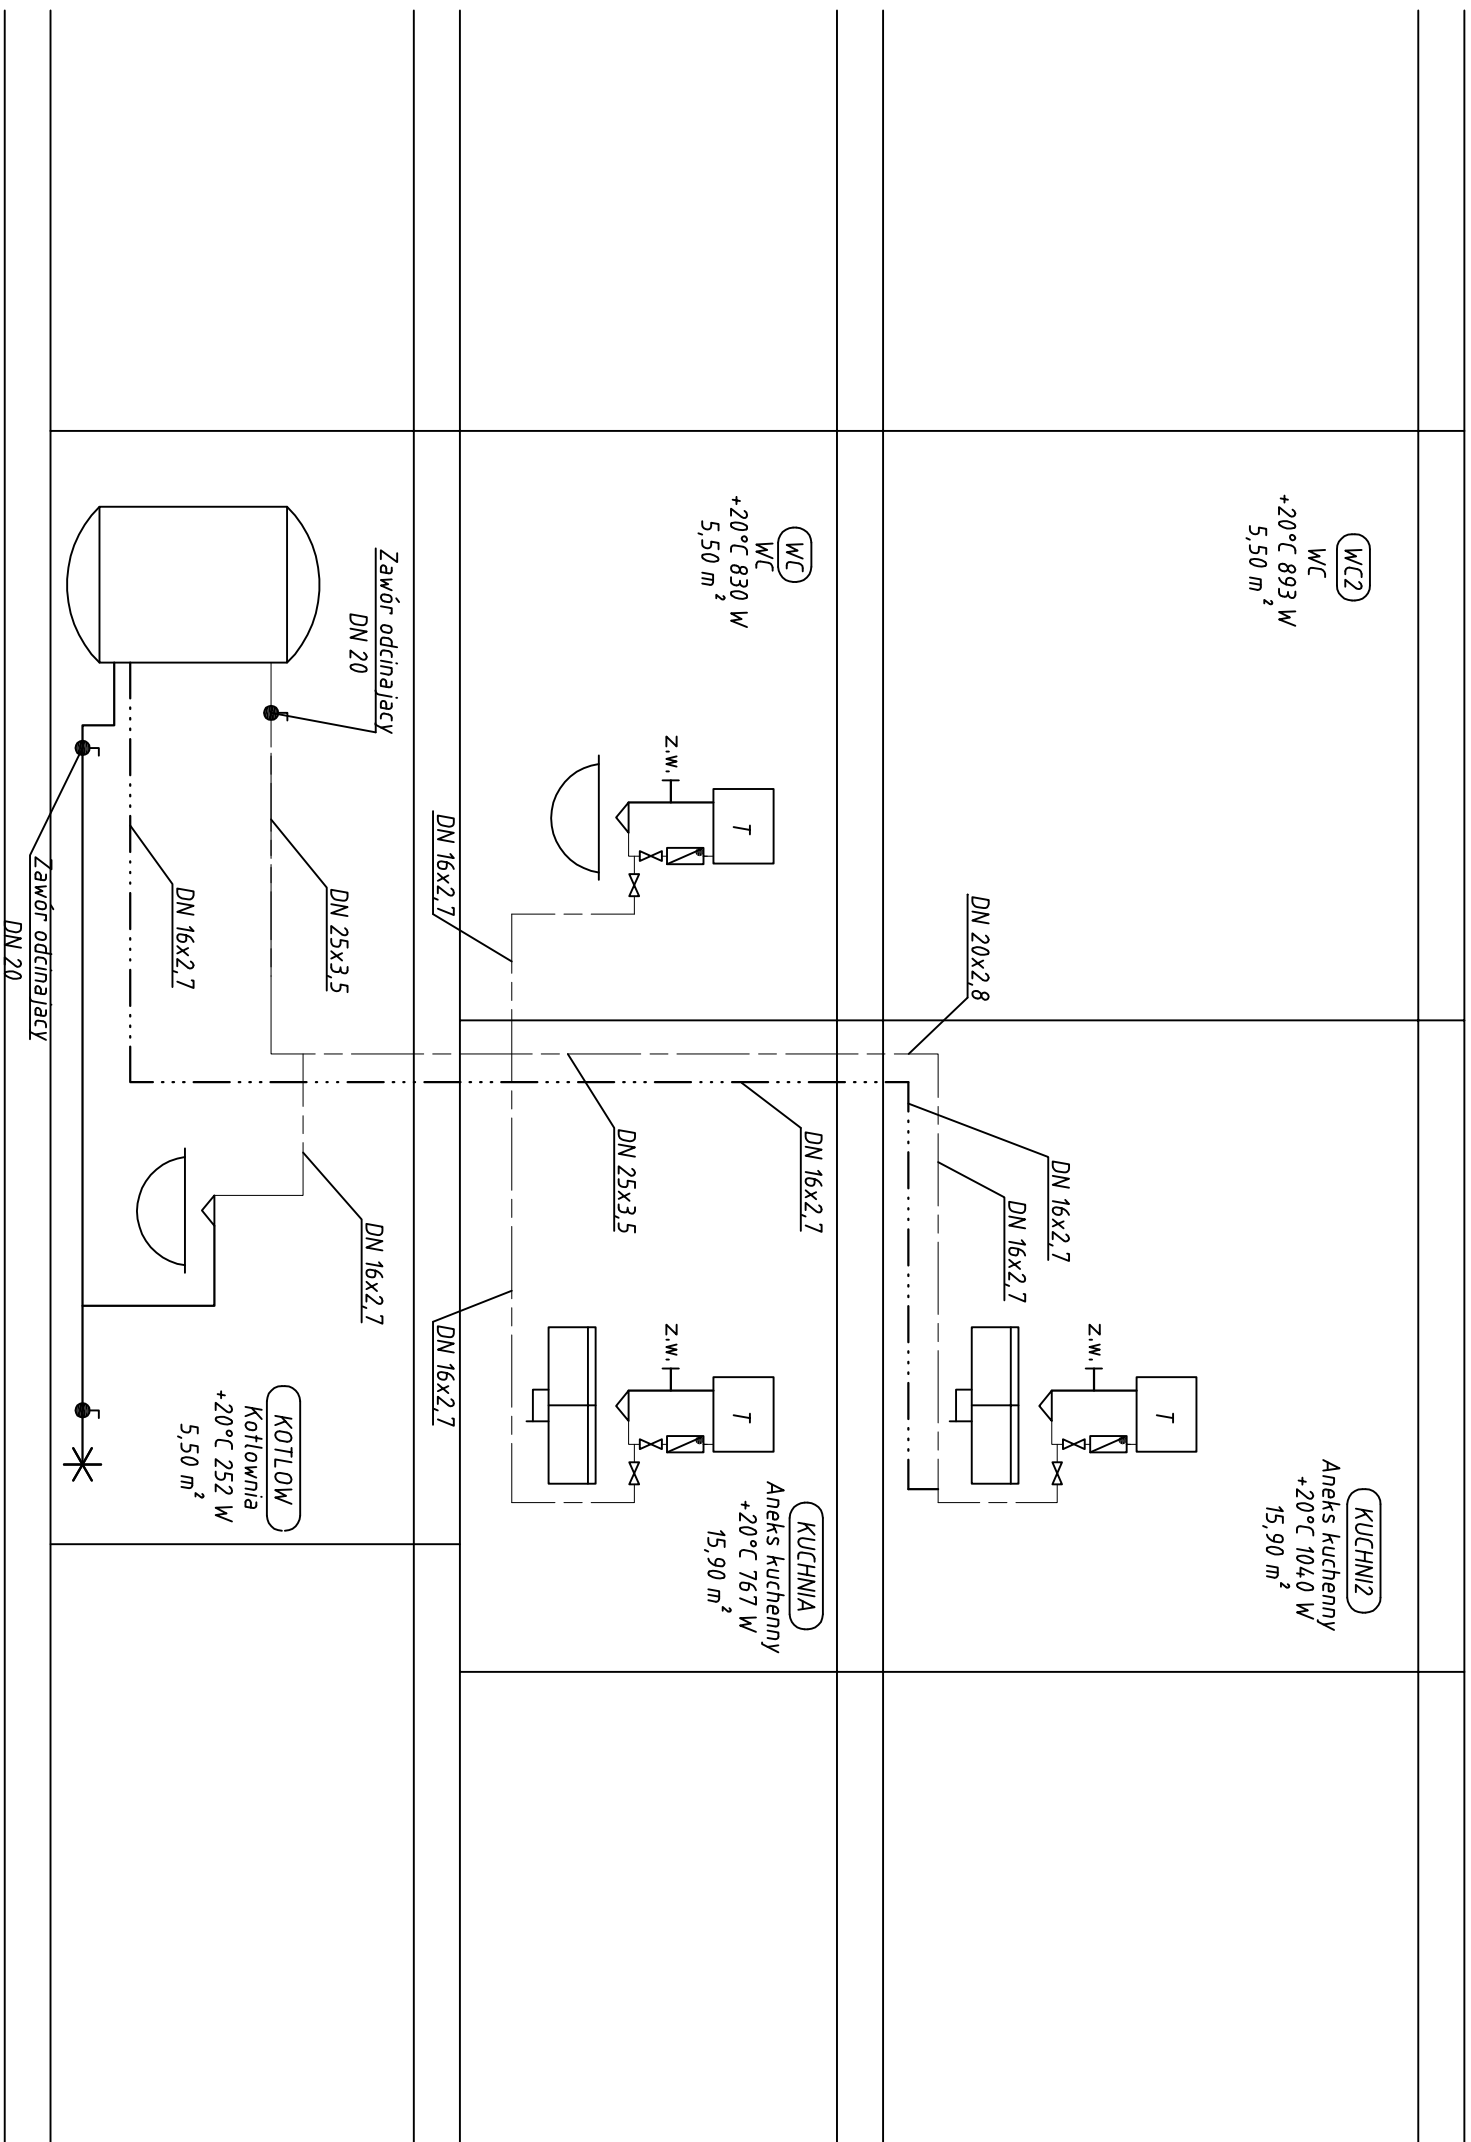 WC2
WC
+20°C 893 W
5,50 m²
KUCHNI2
Aneks kuchenny
+20°C 1040 W
15,90 m²
z.w.
T
DN 20x2,8
DN 16x2,7
DN 16x2,7
WC
WC
+20°C 830 W
5,50 m²
z.w.
T
KUCHNIA
Aneks kuchenny
+20°C 767 W
15,90 m²
z.w.
T
DN 16x2,7
DN 25x3,5
DN 16x2,7
DN 16x2,7
Zawór odcinajacy
DN 20
DN 25x3,5
DN 16x2,7
DN 16x2,7
KOTLOW
Kotłownia
+20°C 252 W
5,50 m²
Zawór odcinajacy
DN 20